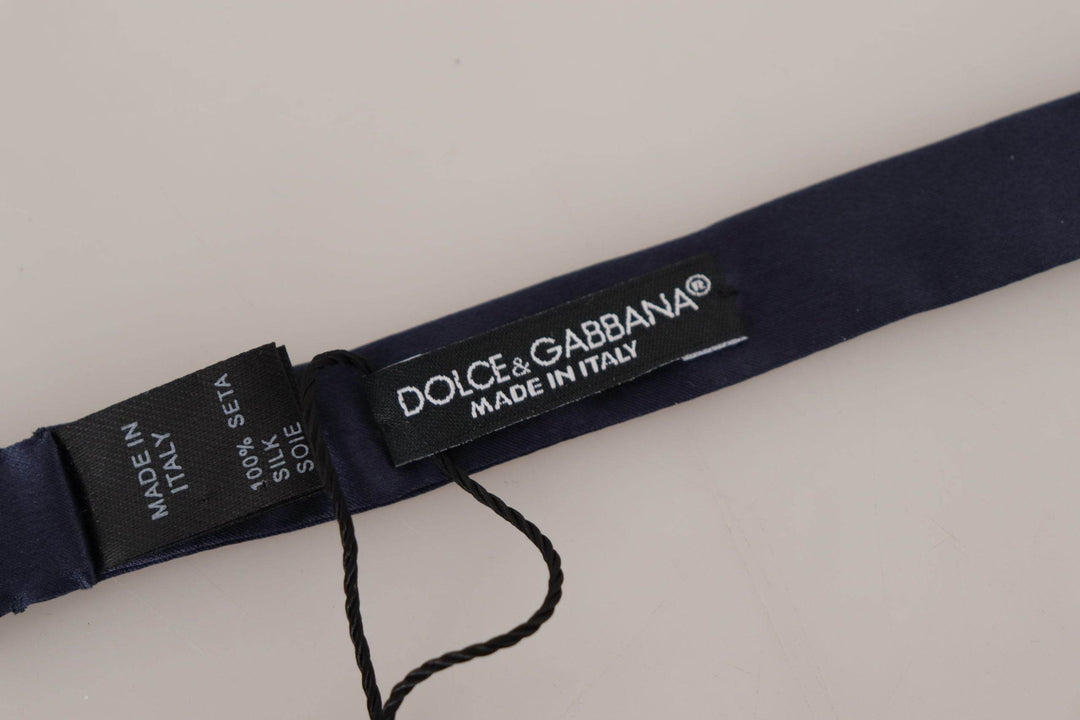 MADE IN
ITALY
100% SETA
SILK
SOIE
DOLCE&GABBANA®
MADE IN ITALY